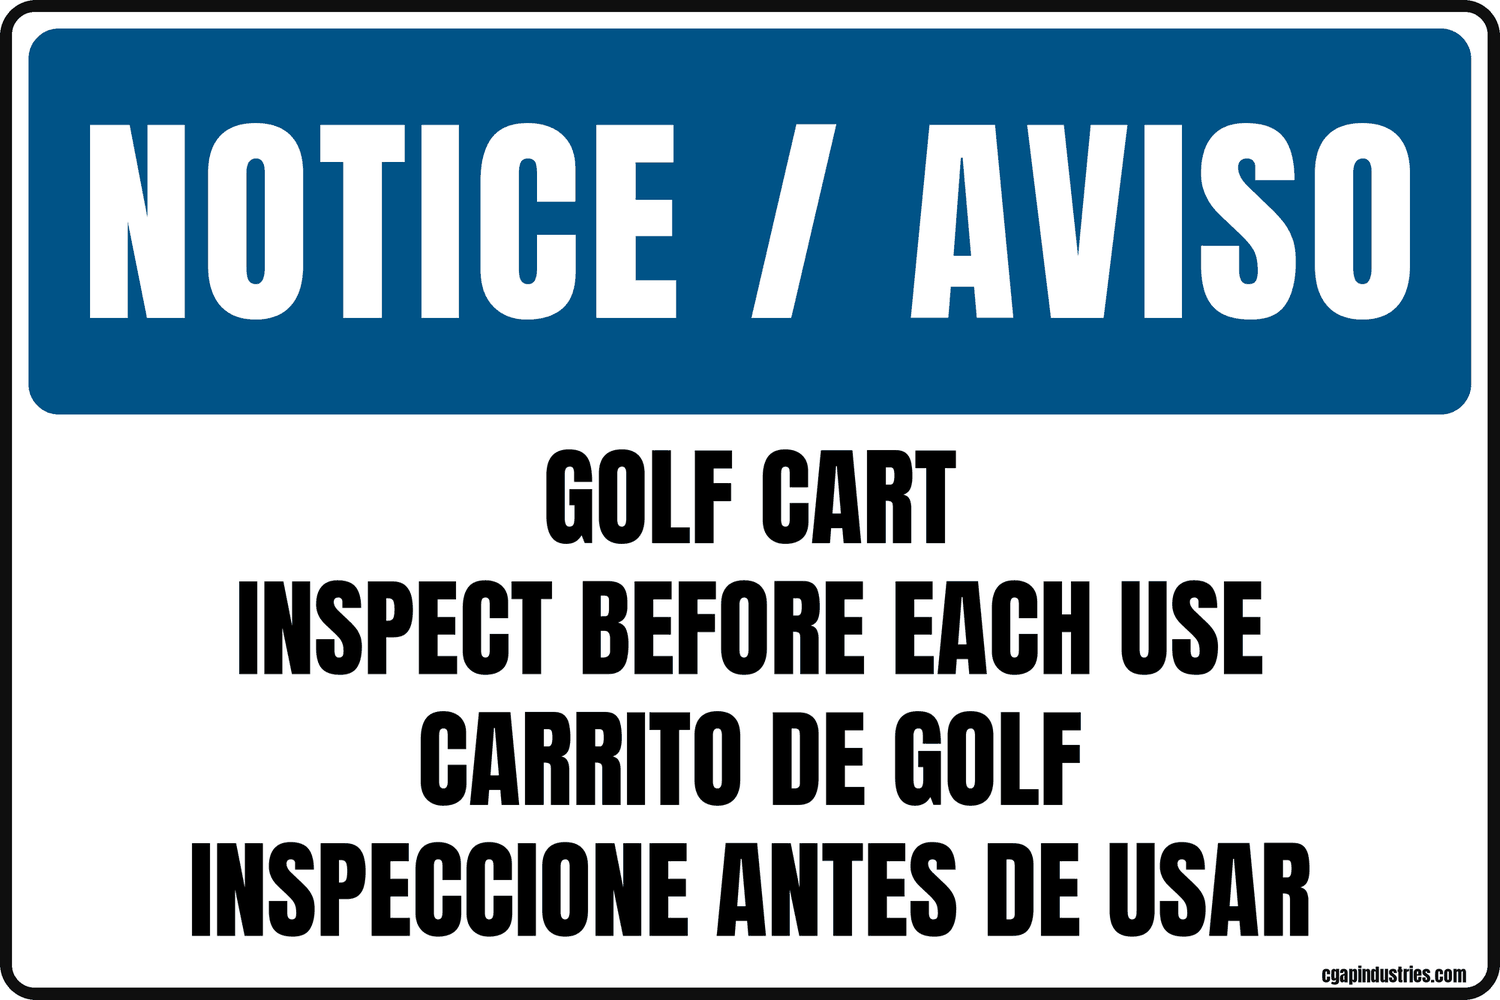 NOTICE / AVISO
GOLF CART
INSPECT BEFORE EACH USE
CARRITO DE GOLF
INSPECCIONE ANTES DE USAR
cgapindustries.com